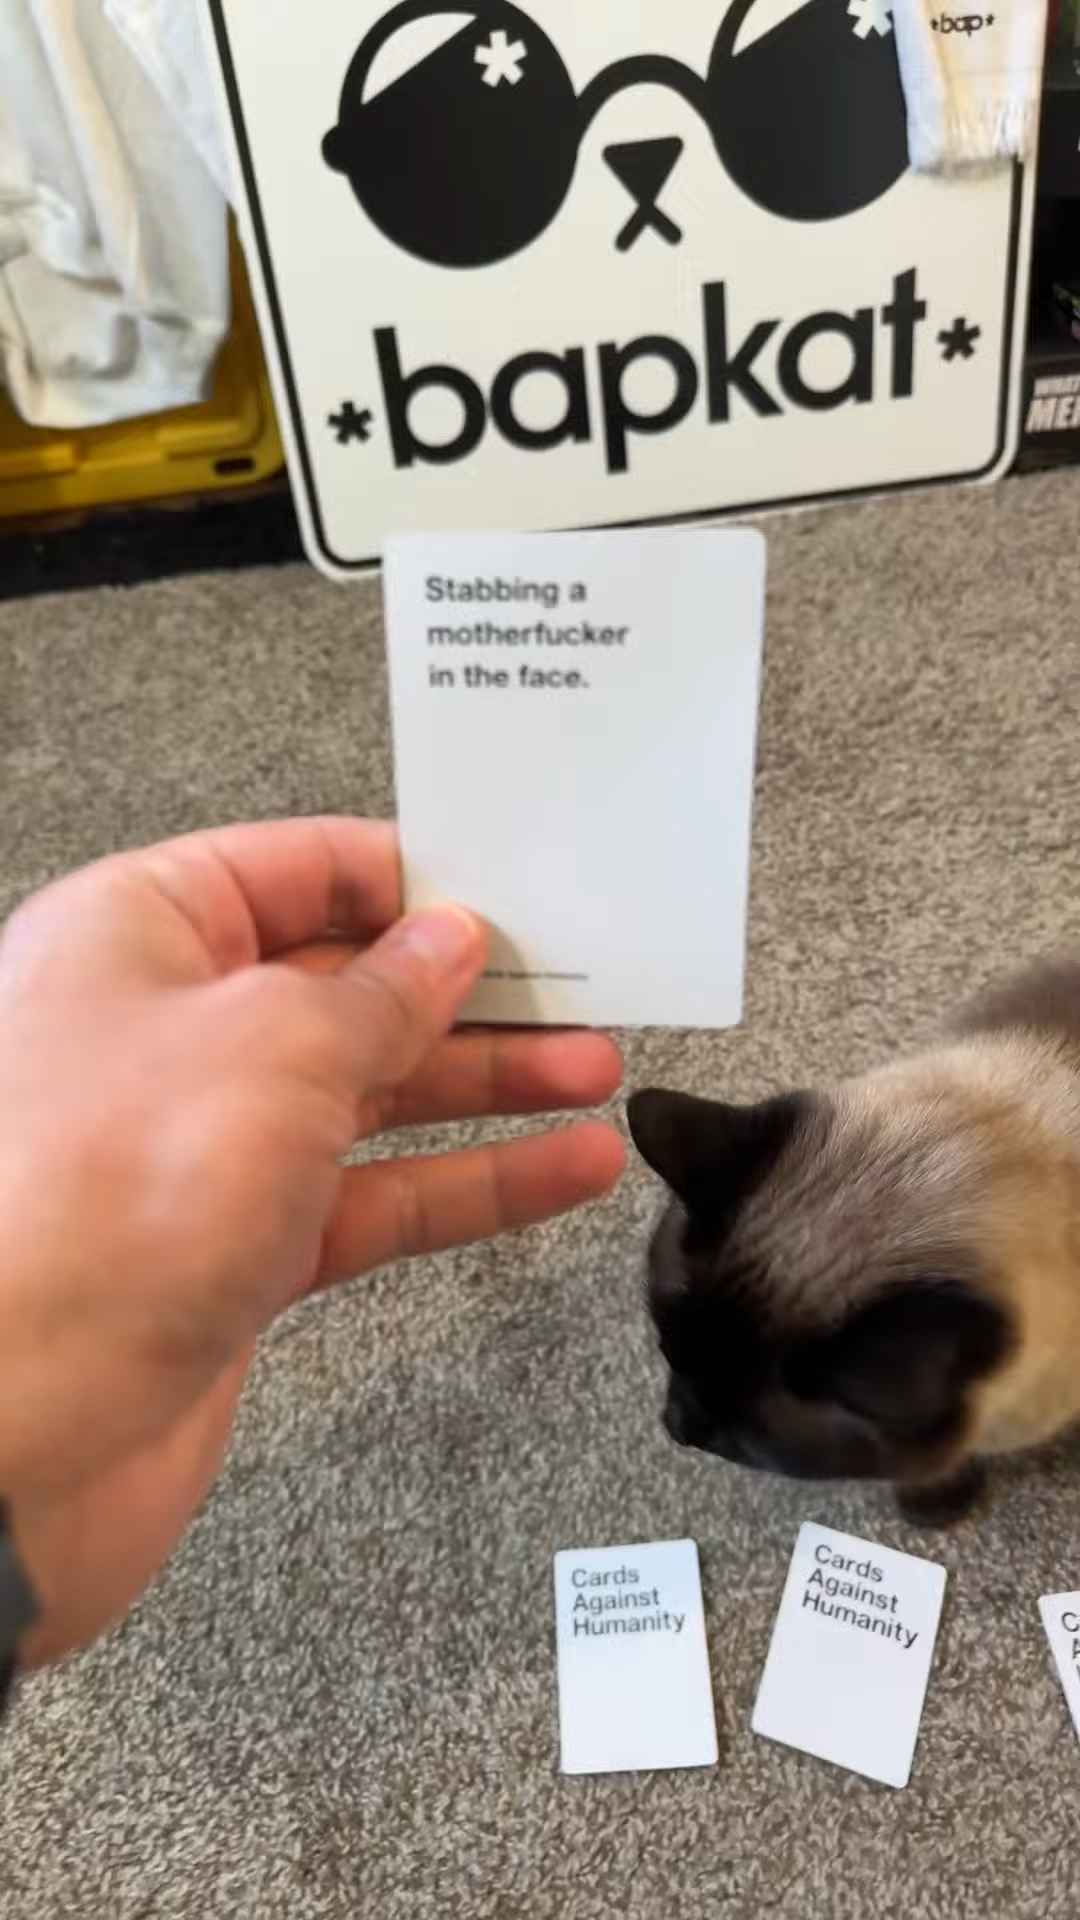 *bap*
*bapkat*
Stabbing a
motherfucker
in the face.
Cards
Against
Humanity
Cards
Against
Humanity